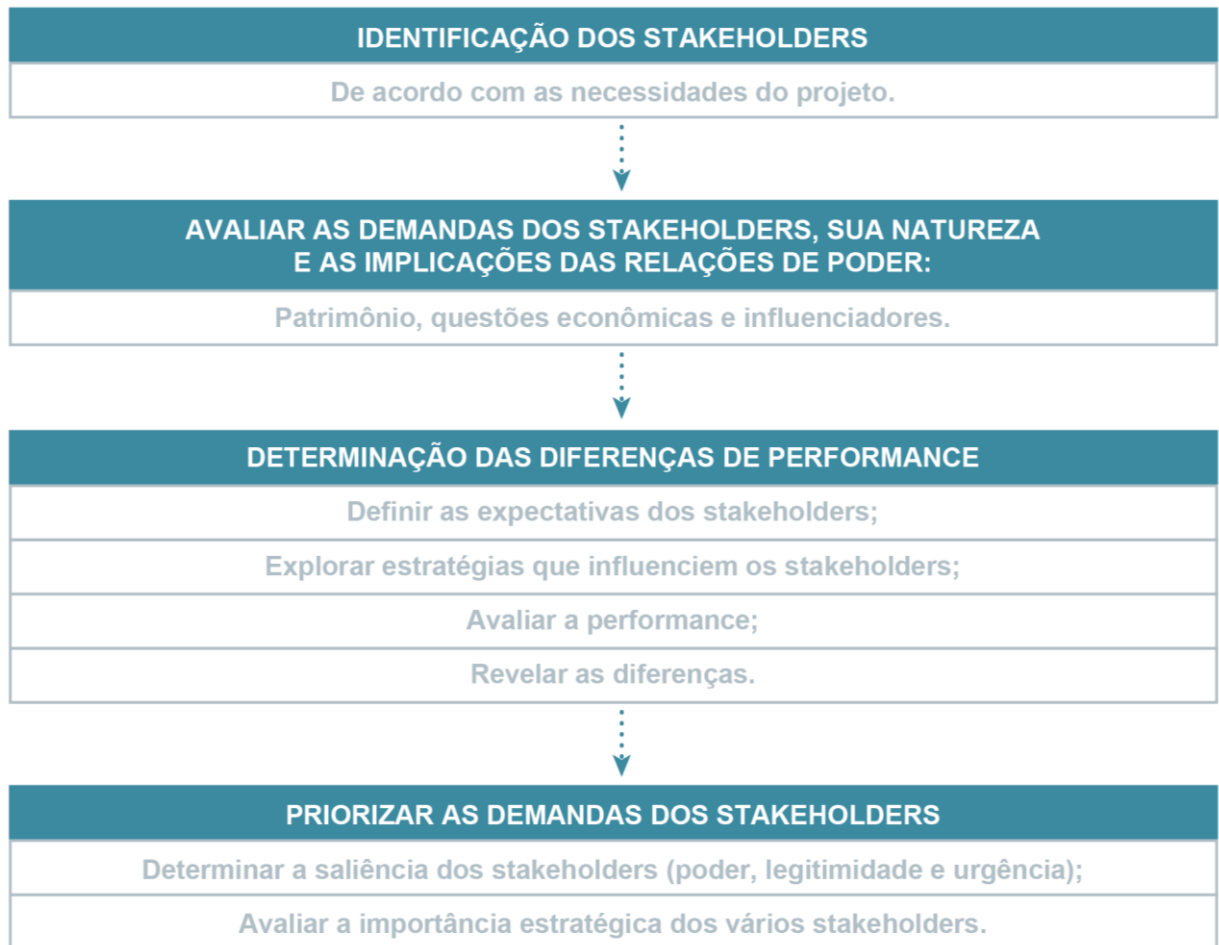 IDENTIFICAÇÃO DOS STAKEHOLDERS
De acordo com as necessidades do projeto.
AVALIAR AS DEMANDAS DOS STAKEHOLDERS, SUA NATUREZA
E AS IMPLICAÇÕES DAS RELAÇÕES DE PODER:
Patrimônio, questões econômicas e influenciadores.
DETERMINAÇÃO DAS DIFERENÇAS DE PERFORMANCE
Definir as expectativas dos stakeholders;
Explorar estratégias que influenciem os stakeholders;
Avaliar a performance;
Revelar as diferenças.
PRIORIZAR AS DEMANDAS DOS STAKEHOLDERS
Determinar a saliência dos stakeholders (poder, legitimidade e urgência);
Avaliar a importância estratégica dos vários stakeholders.